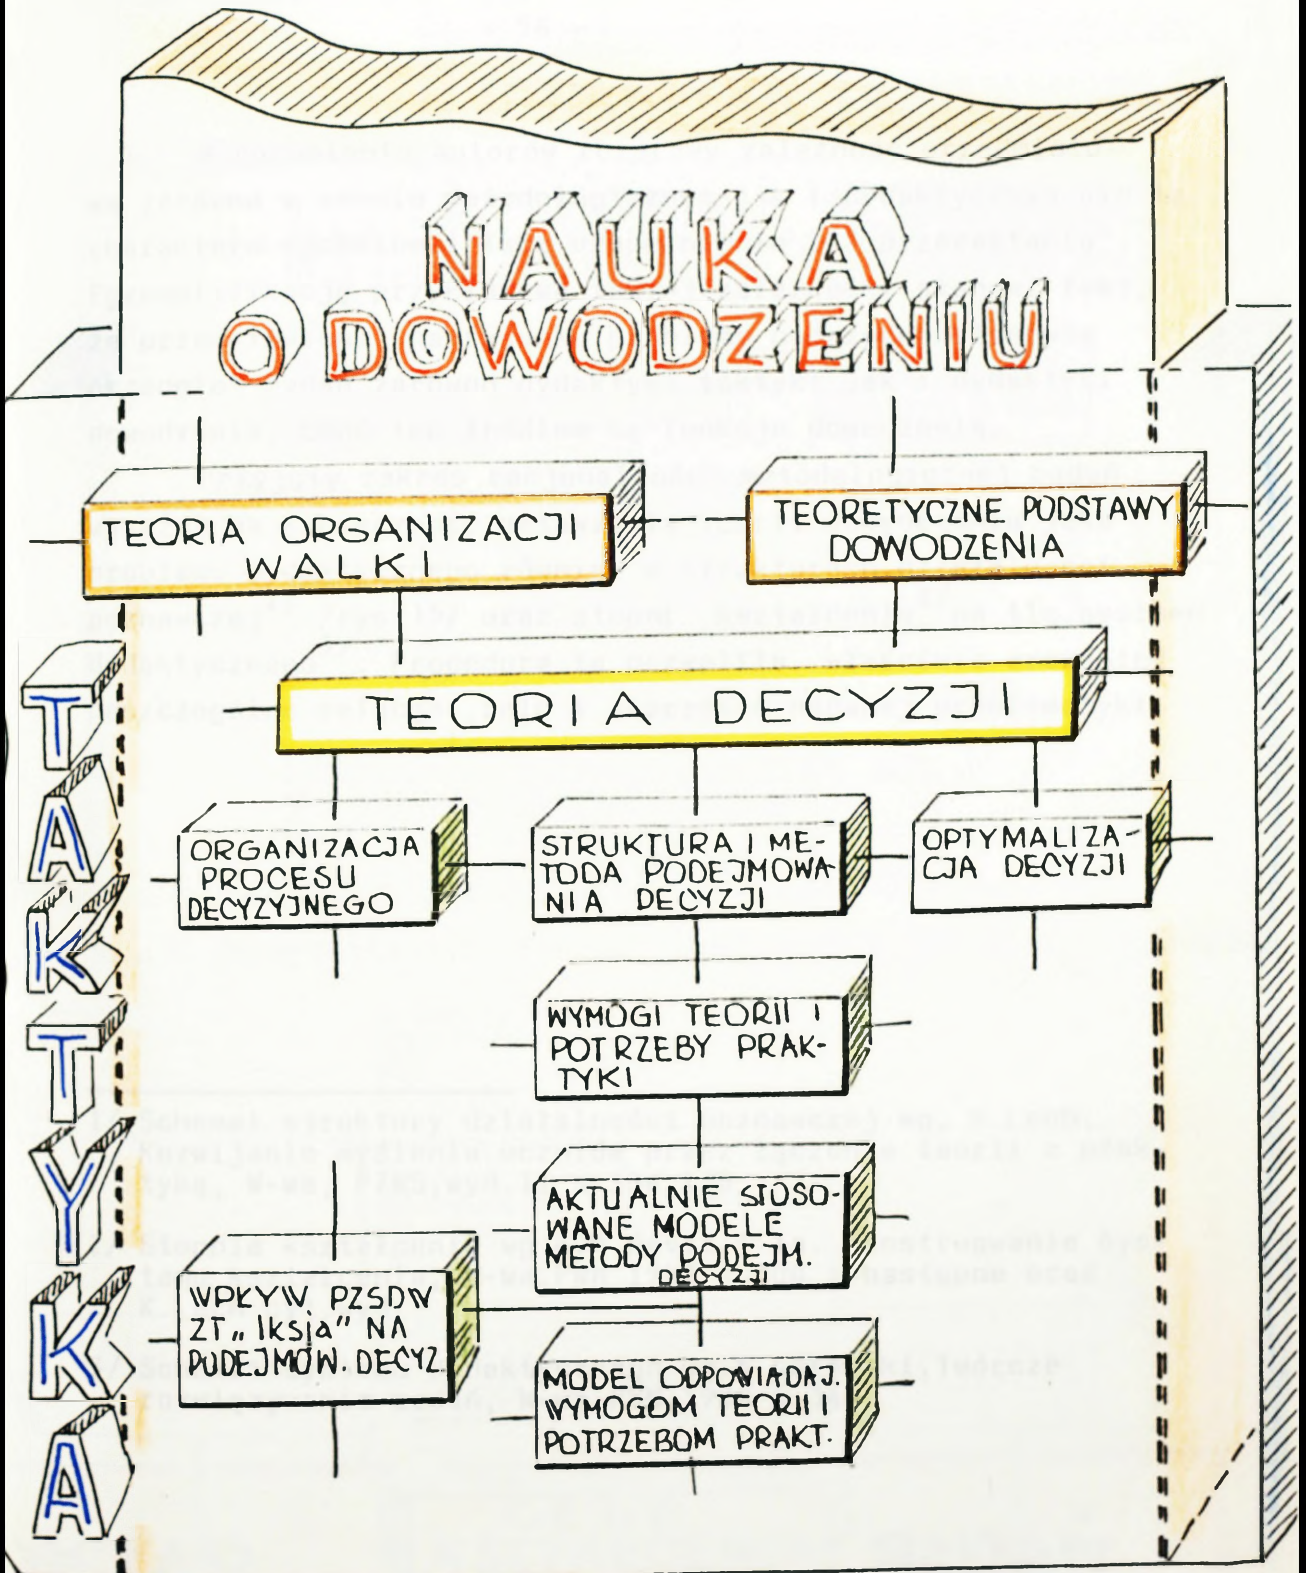 NAUKA
O DOWODZENIU
TEORIA ORGANIZACJI
WALKI
TEORETYCZNE PODSTAWY
DOWODZENIA
TEORIA DECYZJI
TAKTYKA
ORGANIZACJA
PROCESU
DECYZYJNEGO
STRUKTURA I ME-
TODA PODEJMOWA-
NIA DECYZJI
OPTYMALIZA-
CJA DECYZJI
WYMOGI TEORII I
POTRZEBY PRAK-
TYKI
AKTUALNIE STOSO-
WANE MODELE
METODY PODEJM.
DECYZJI
WPŁYW PZSDW
ZT „Iksja" NA
PODEJMOW. DECYZ.
MODEL ODPOWIADAJ.
WYMOGOM TEORII I
POTRZEBOM PRAKT.